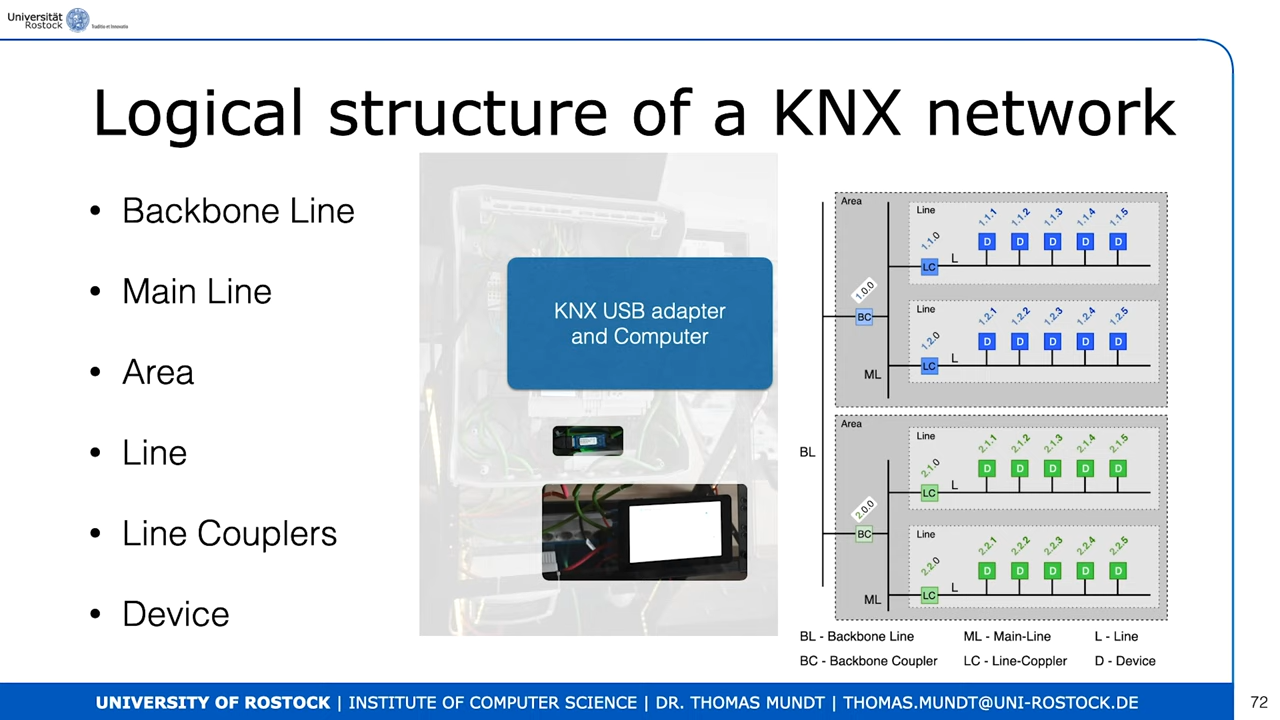 Universität
Rostock
Traditio et Innovatio
Logical structure of a KNX network
• Backbone Line
• Main Line
• Area
• Line
• Line Couplers
• Device
KNX USB adapter
and Computer
BL
Area
Line
1.1.1 1.1.2 1.1.3 1.1.4 1.1.5
D D D D D
1.1.0
LC
L
1.0.0
BC
Line
1.2.1 1.2.2 1.2.3 1.2.4 1.2.5
D D D D D
1.2.0
LC
L
ML
Area
Line
2.1.1 2.1.2 2.1.3 2.1.4 2.1.5
D D D D D
2.1.0
LC
L
2.0.0
BC
Line
2.2.1 2.2.2 2.2.3 2.2.4 2.2.5
D D D D D
2.2.0
LC
L
ML
BL - Backbone Line ML - Main-Line L - Line
BC - Backbone Coupler LC - Line-Coppler D - Device
UNIVERSITY OF ROSTOCK | INSTITUTE OF COMPUTER SCIENCE | DR. THOMAS MUNDT | THOMAS.MUNDT@UNI-ROSTOCK.DE
72